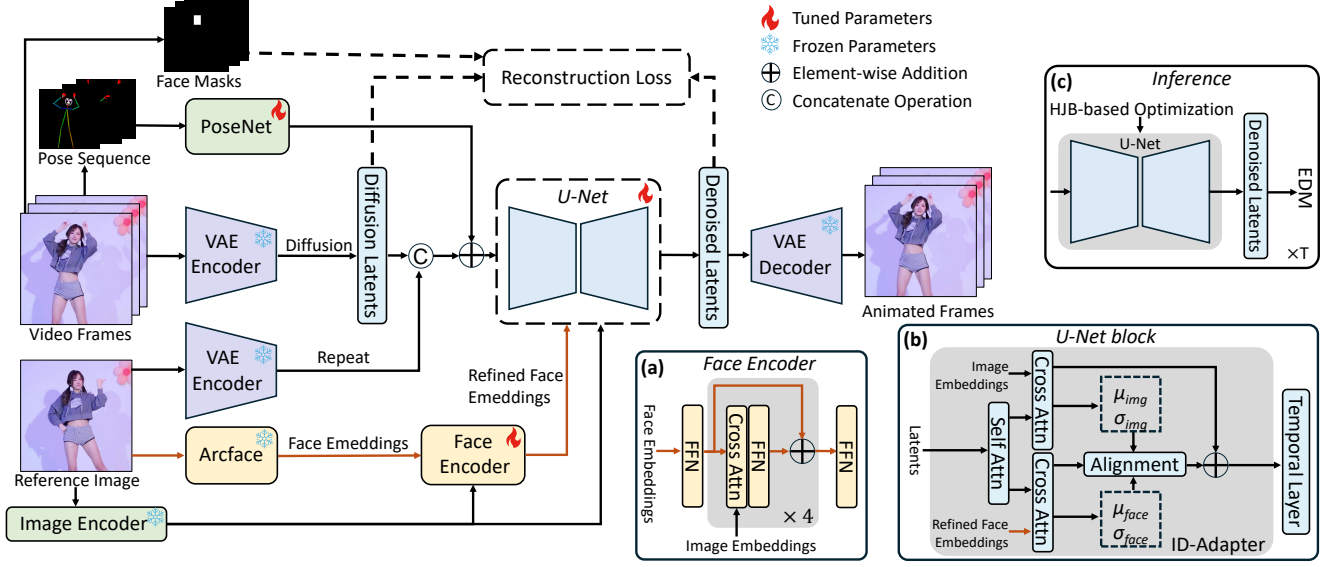 Face Masks
Pose Sequence
PoseNet
Reconstruction Loss
Tuned Parameters
Frozen Parameters
Element-wise Addition
C
Concatenate Operation
Video Frames
VAE
Encoder
Diffusion
Diffusion Latents
C
U-Net
Denoised Latents
VAE
Decoder
Animated Frames
VAE
Encoder
Repeat
Reference Image
Arcface
Face Emeddings
Face
Encoder
Refined Face
Emeddings
Image Encoder
(a)
Face Encoder
Face Embeddings
FFN
Cross Attn
FFN
FFN
× 4
Image Embeddings
(c)
Inference
HJB-based Optimization
U-Net
Denoised Latents
EDM
×T
(b)
U-Net block
Image
Embeddings
Latents
Self Attn
Cross Attn
Cross Attn
Refined Face
Embeddings
μimg
σimg
Alignment
μface
σface
ID-Adapter
Temporal Layer